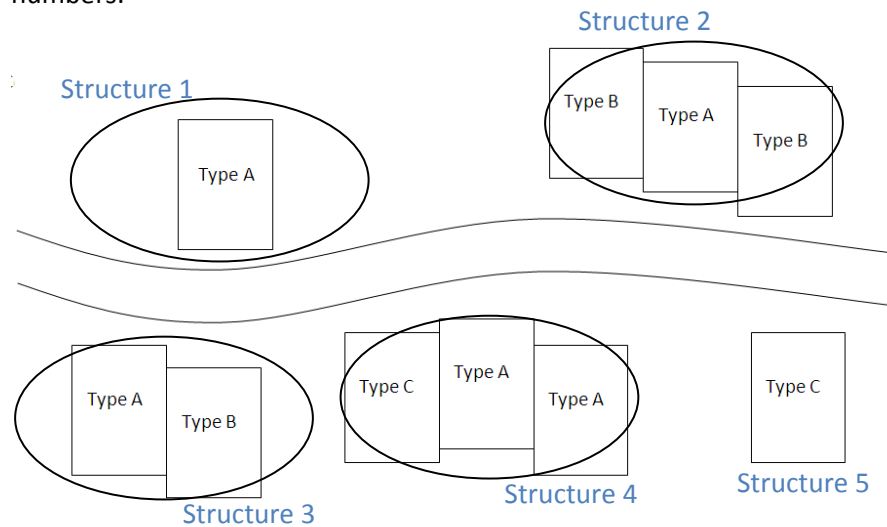 numbers.
Structure 2
Structure 1
Type B
Type A
Type B
Type A
Type A
Type B
Type C
Type A
Type A
Type C
Structure 3
Structure 4
Structure 5